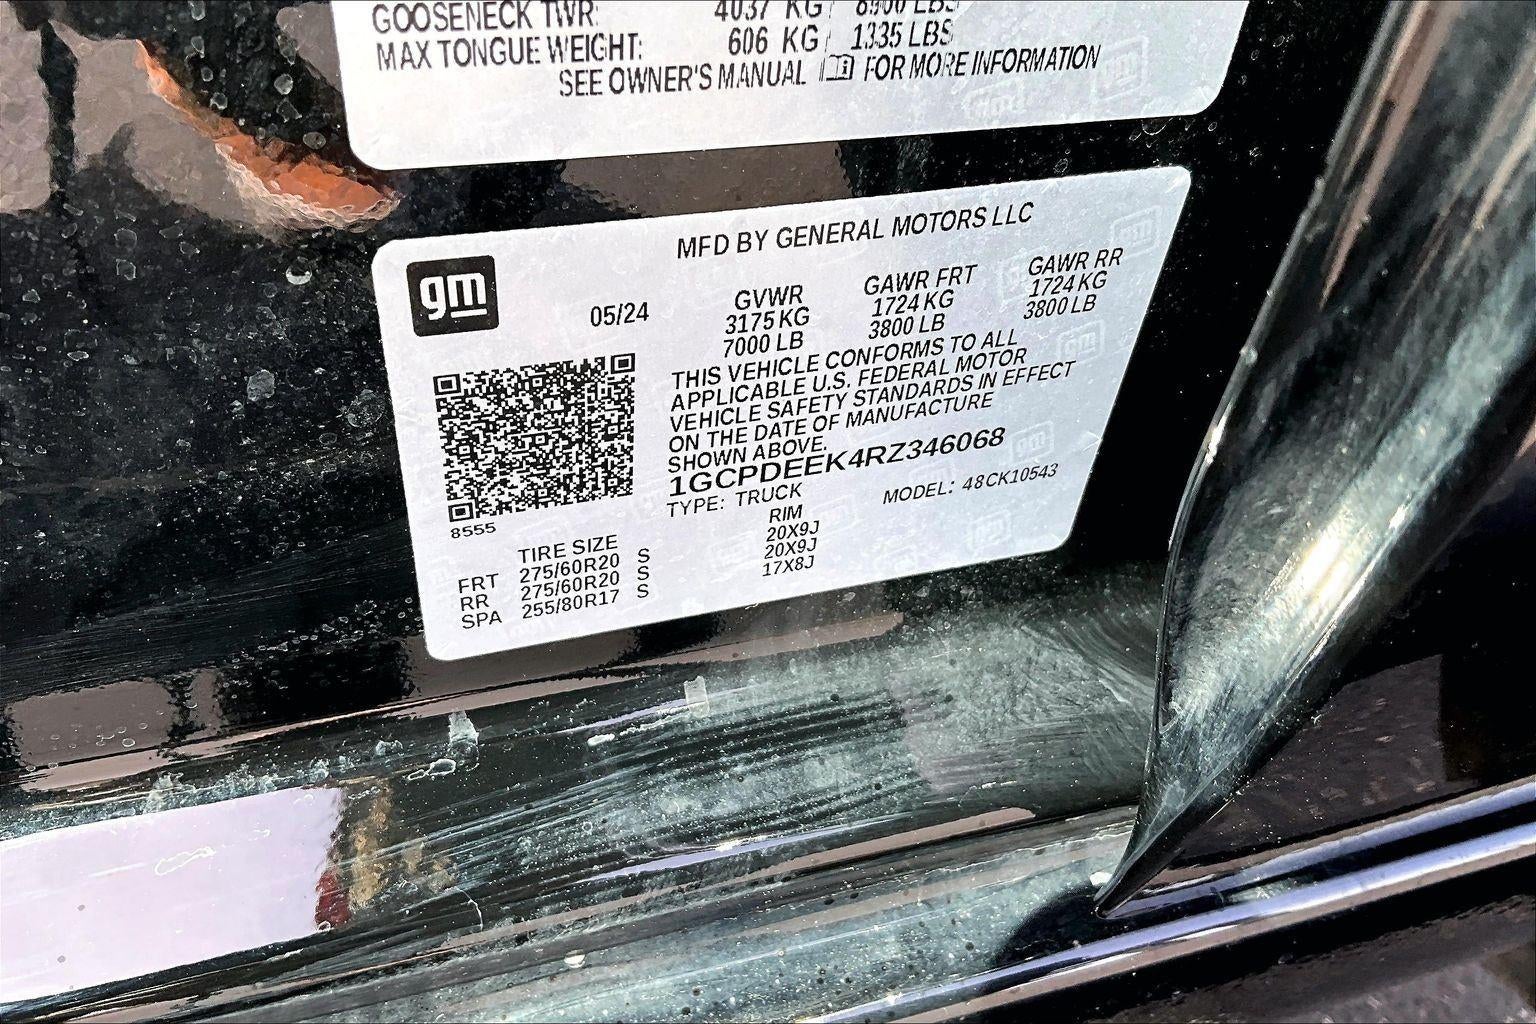 GOOSENECK TWR: 4037 KG/ 8900 LBS
MAX TONGUE WEIGHT: 606 KG/ 1335 LBS
SEE OWNER'S MANUAL FOR MORE INFORMATION
gm
MFD BY GENERAL MOTORS LLC
05/24
GVWR GAWR FRT GAWR RR
3175 KG 1724 KG 1724 KG
7000 LB 3800 LB 3800 LB
THIS VEHICLE CONFORMS TO ALL
APPLICABLE U.S. FEDERAL MOTOR
VEHICLE SAFETY STANDARDS IN EFFECT
ON THE DATE OF MANUFACTURE
SHOWN ABOVE.
1GCPDEEK4RZ346068
TYPE: TRUCK MODEL: 48CK10543
8555
TIRE SIZE RIM
FRT 275/60R20 S 20X9J
RR 275/60R20 S 20X9J
SPA 255/80R17 S 17X8J